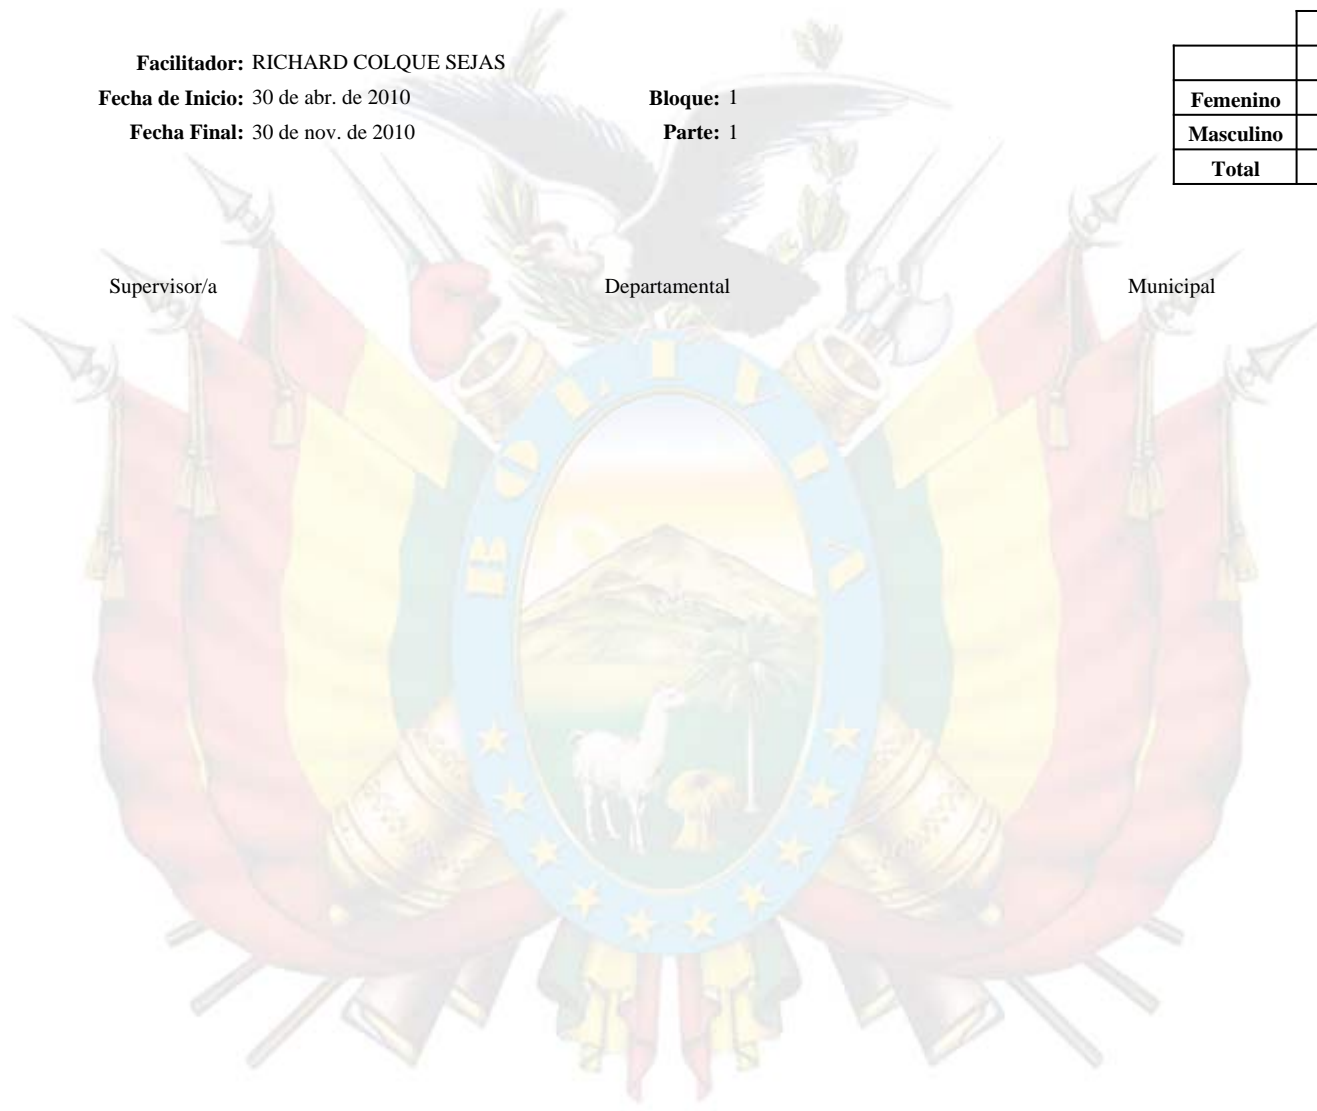 Facilitador: RICHARD COLQUE SEJAS
Fecha de Inicio: 30 de abr. de 2010 Bloque: 1
Fecha Final: 30 de nov. de 2010 Parte: 1
Femenino
Masculino
Total
Supervisor/a Departamental Municipal
BOLIVIA